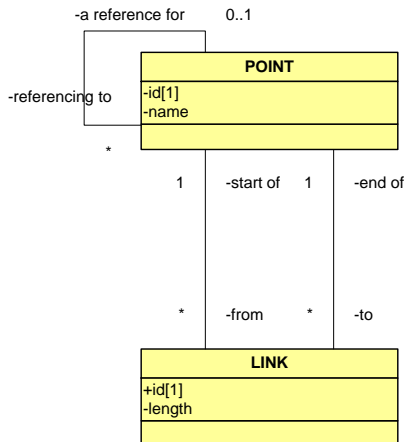 -a reference for 0..1
POINT
-id[1]
-name
-referencing to
*
1 -start of 1 -end of
* -from * -to
LINK
+id[1]
-length